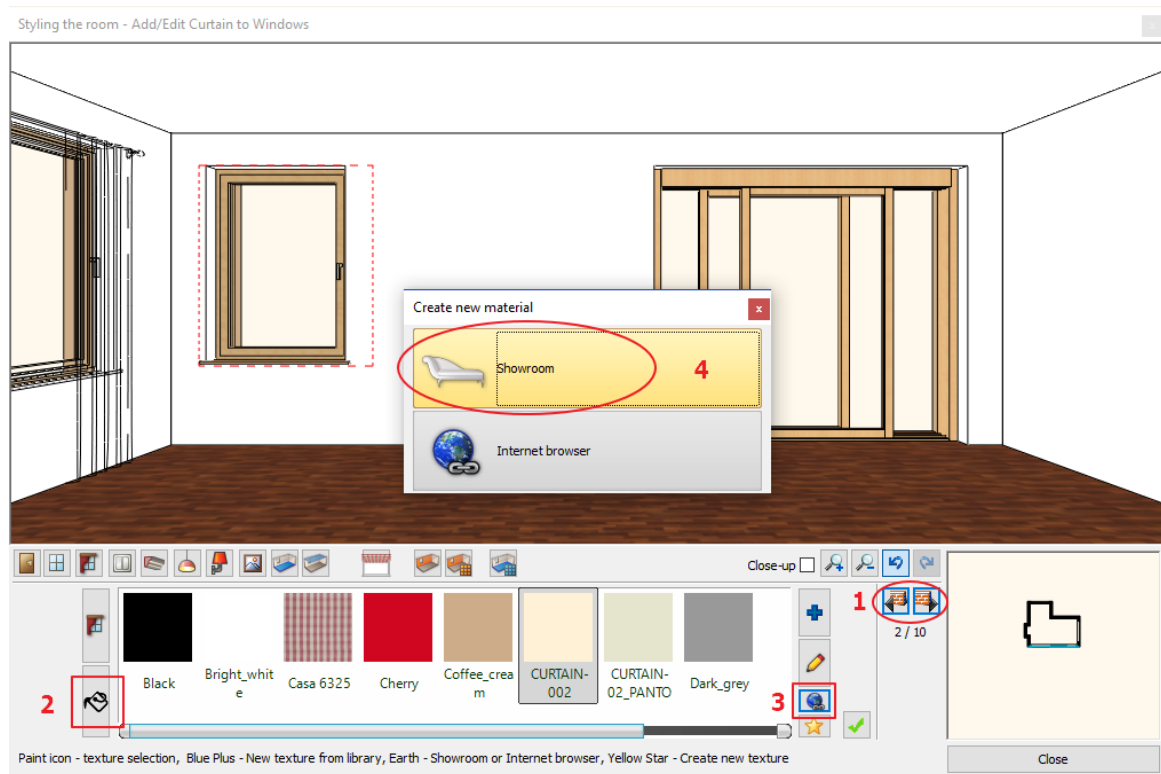 Styling the room - Add/Edit Curtain to Windows
x
Create new material
x
Showroom
4
Internet browser
Close-up
1
2 / 10
2
Black
Bright_whit
e
Casa 6325
Cherry
Coffee_crea
m
CURTAIN-
002
CURTAIN-
02_PANTO
Dark_grey
3
Paint icon - texture selection, Blue Plus - New texture from library, Earth - Showroom or Internet browser, Yellow Star - Create new texture
Close